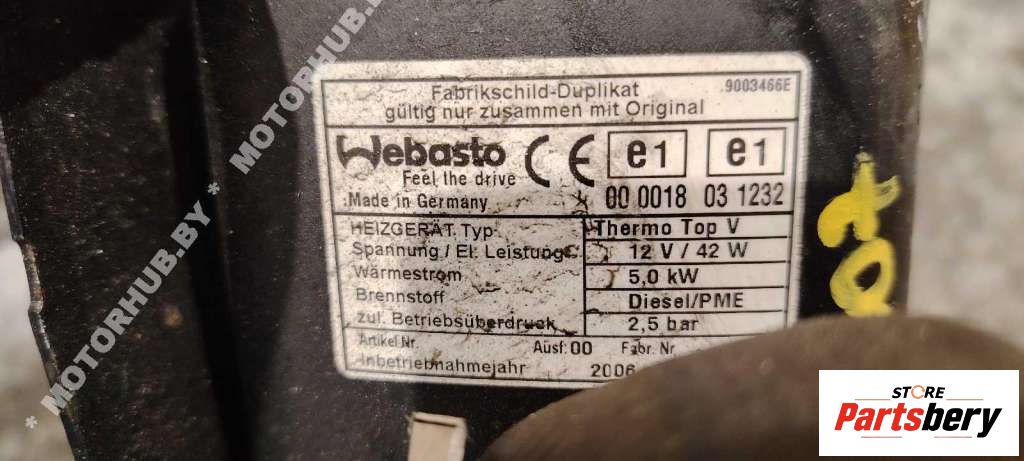 Fabrikschild-Duplikat 9003466E
gültig nur zusammen mit Original
Webasto CE e1 e1
Feel the drive
Made in Germany 00 0018 03 1232
HEIZGERÄT Typ Thermo Top V
Spannung / El. Leistung 12 V / 42 W
Wärmestrom 5,0 kW
Brennstoff Diesel/PME
zul. Betriebsüberdruck 2,5 bar
Artikel Nr. Ausf: 00 Fabr. Nr
Inbetriebnahmejahr 2006
* MOTORHUB.BY * MOTORHUB.BY
STORE
Partsbery